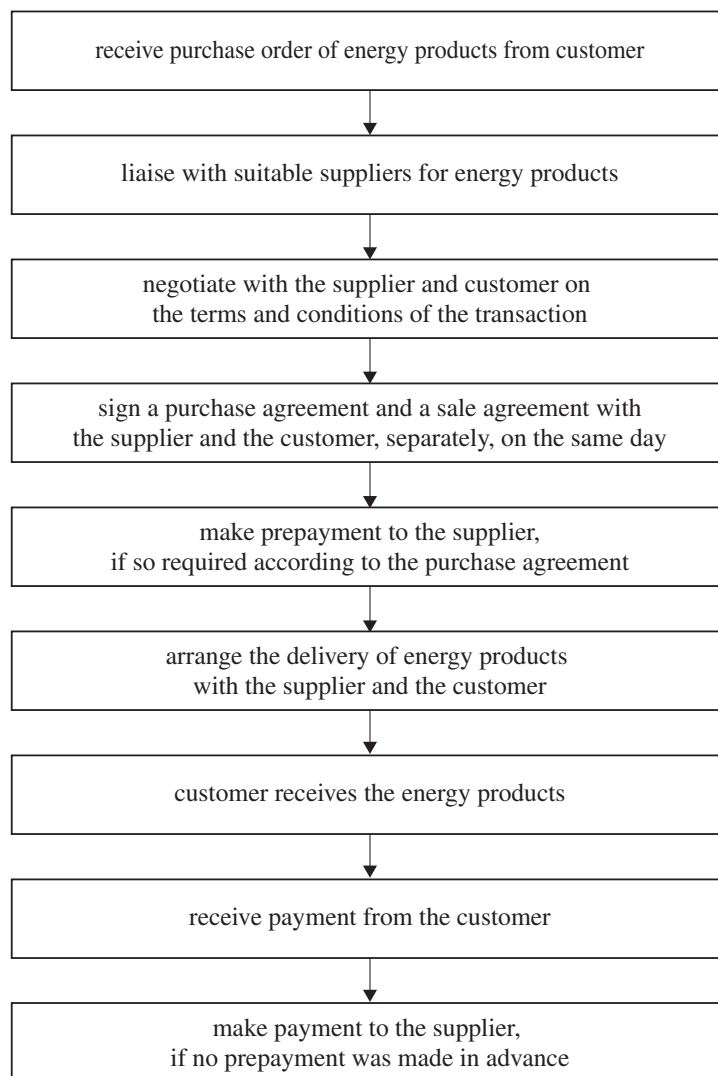 receive purchase order of energy products from customer
liaise with suitable suppliers for energy products
negotiate with the supplier and customer on
the terms and conditions of the transaction
sign a purchase agreement and a sale agreement with
the supplier and the customer, separately, on the same day
make prepayment to the supplier,
if so required according to the purchase agreement
arrange the delivery of energy products
with the supplier and the customer
customer receives the energy products
receive payment from the customer
make payment to the supplier,
if no prepayment was made in advance